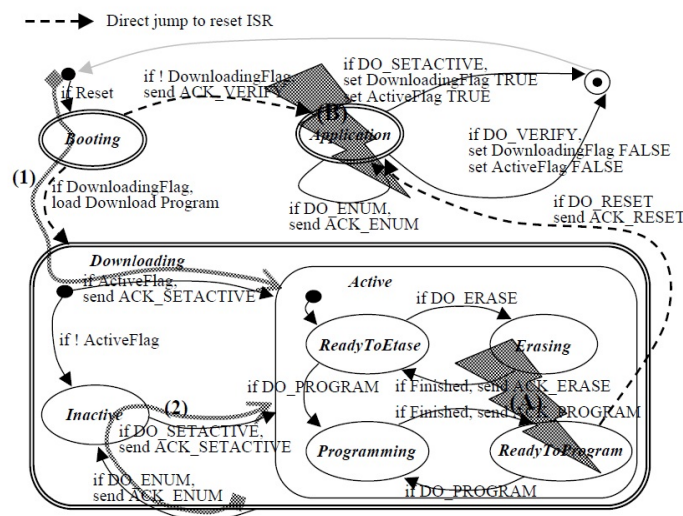 Direct jump to reset ISR
if Reset
if ! DownloadingFlag,
send ACK_VERIFY
if DO_SETACTIVE,
set DownloadingFlag TRUE
set ActiveFlag TRUE
(B)
Booting
Application
if DO_VERIFY,
set DownloadingFlag FALSE
set ActiveFlag FALSE
(1)
if DownloadingFlag,
load Download Program
if DO_ENUM,
send ACK_ENUM
if DO_RESET
send ACK_RESET
Downloading
if ActiveFlag,
send ACK_SETACTIVE
Active
if DO_ERASE
if ! ActiveFlag
ReadyToEtase
Erasing
if DO_PROGRAM
if Finished, send ACK_ERASE
Inactive
(2)
(A)
if Finished, send ACK_PROGRAM
if DO_SETACTIVE,
send ACK_SETACTIVE
Programming
ReadyToProgram
if DO_ENUM,
send ACK_ENUM
if DO_PROGRAM